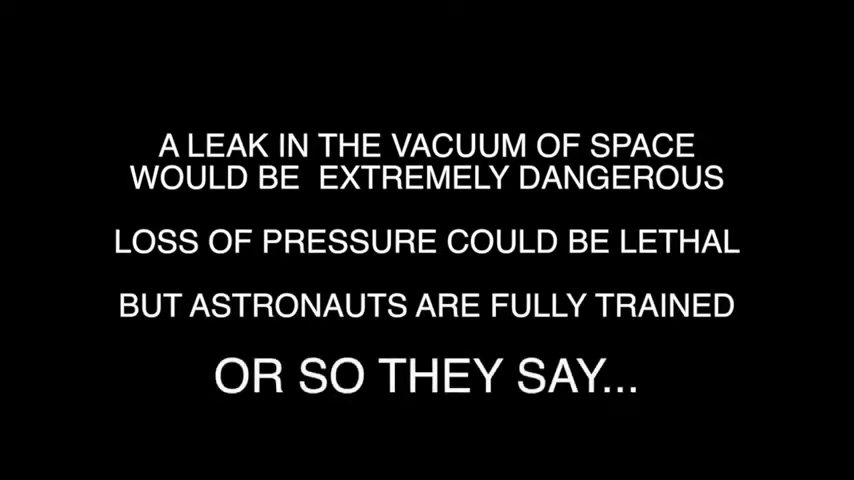 A LEAK IN THE VACUUM OF SPACE
WOULD BE  EXTREMELY DANGEROUS
LOSS OF PRESSURE COULD BE LETHAL
BUT ASTRONAUTS ARE FULLY TRAINED
OR SO THEY SAY...